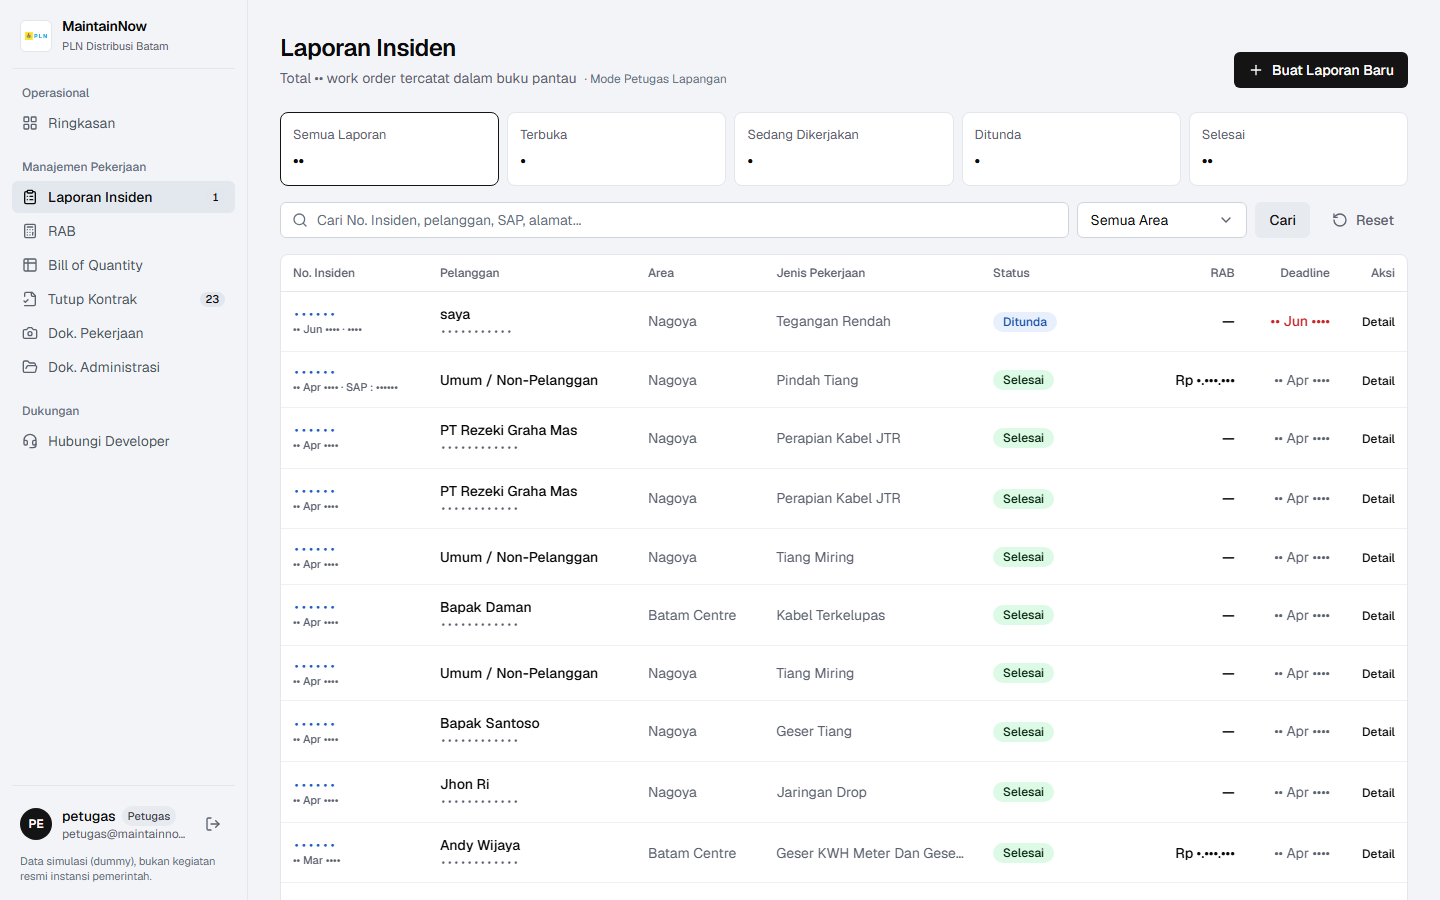 MaintainNow
PLN Distribusi Batam
Operasional
Ringkasan
Manajemen Pekerjaan
Laporan Insiden 1
RAB
Bill of Quantity
Tutup Kontrak 23
Dok. Pekerjaan
Dok. Administrasi
Dukungan
Hubungi Developer
PE
petugas Petugas
petugas@maintainno...
Data simulasi (dummy), bukan kegiatan
resmi instansi pemerintah.
Laporan Insiden
Total •• work order tercatat dalam buku pantau · Mode Petugas Lapangan
Buat Laporan Baru
Semua Laporan
••
Terbuka
•
Sedang Dikerjakan
•
Ditunda
•
Selesai
••
Cari No. Insiden, pelanggan, SAP, alamat...
Semua Area
Cari
Reset
No. Insiden Pelanggan Area Jenis Pekerjaan Status RAB Deadline Aksi
•••••• saya Nagoya Tegangan Rendah Ditunda — •• Jun •••• Detail
•• Jun •••• · •••• •••••••••••
•••••• Umum / Non-Pelanggan Nagoya Pindah Tiang Selesai Rp •.•••.••• •• Apr •••• Detail
•• Apr •••• · SAP : ••••••
•••••• PT Rezeki Graha Mas Nagoya Perapian Kabel JTR Selesai — •• Apr •••• Detail
•• Apr •••• ••••••••••••
•••••• PT Rezeki Graha Mas Nagoya Perapian Kabel JTR Selesai — •• Apr •••• Detail
•• Apr •••• ••••••••••••
•••••• Umum / Non-Pelanggan Nagoya Tiang Miring Selesai — •• Apr •••• Detail
•• Apr ••••
•••••• Bapak Daman Batam Centre Kabel Terkelupas Selesai — •• Apr •••• Detail
•• Apr •••• ••••••••••••
•••••• Umum / Non-Pelanggan Nagoya Tiang Miring Selesai — •• Apr •••• Detail
•• Apr ••••
•••••• Bapak Santoso Nagoya Geser Tiang Selesai — •• Apr •••• Detail
•• Apr •••• ••••••••••••
•••••• Jhon Ri Nagoya Jaringan Drop Selesai — •• Apr •••• Detail
•• Apr •••• ••••••••••••
•••••• Andy Wijaya Batam Centre Geser KWH Meter Dan Gese... Selesai Rp •.•••.••• •• Apr •••• Detail
•• Mar •••• ••••••••••••